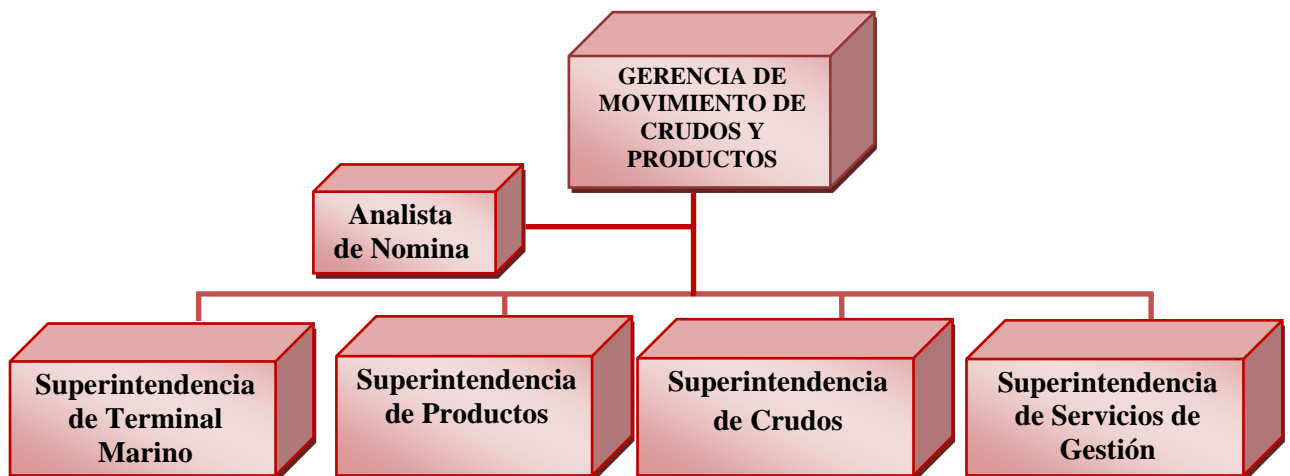 GERENCIA DE
MOVIMIENTO DE
CRUDOS Y
PRODUCTOS
Analista
de Nomina
Superintendencia
de Terminal
Marino
Superintendencia
de Productos
Superintendencia
de Crudos
Superintendencia
de Servicios de
Gestión